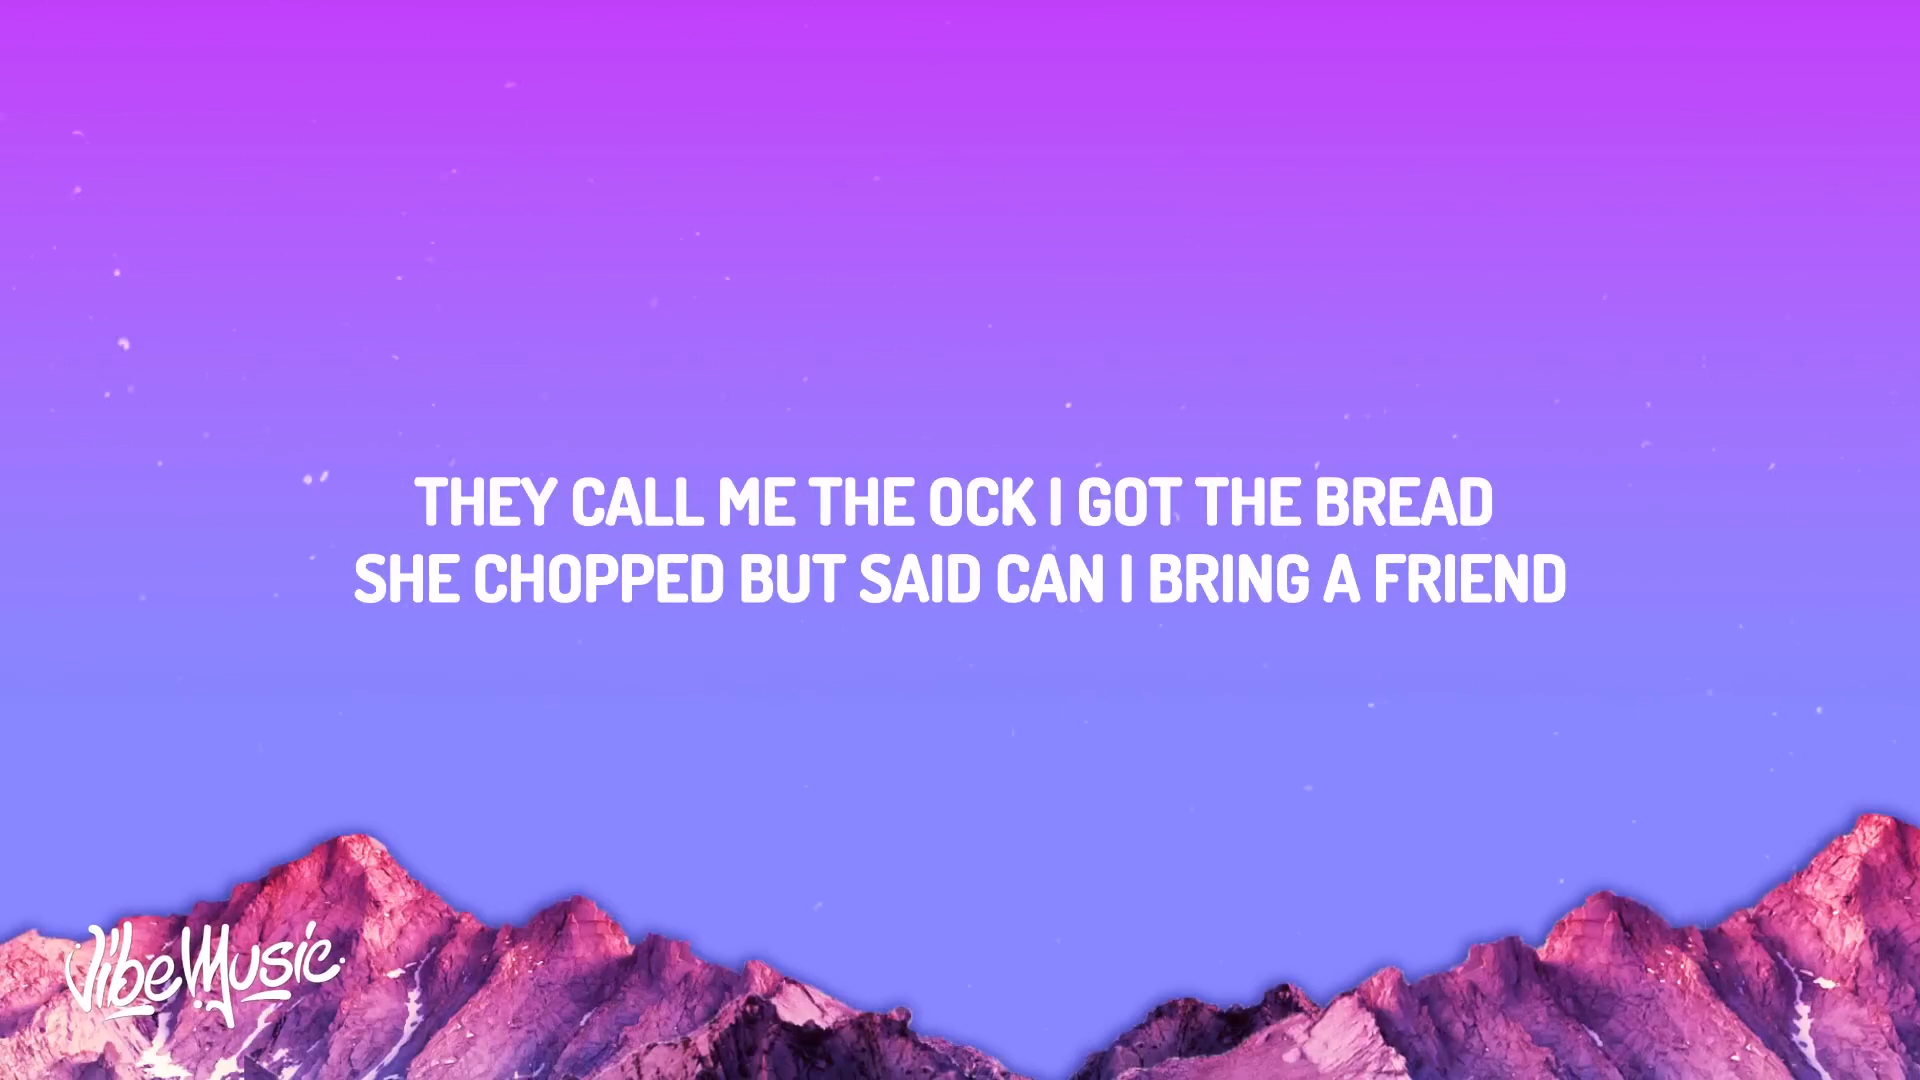 THEY CALL ME THE OCK I GOT THE BREAD
SHE CHOPPED BUT SAID CAN I BRING A FRIEND
VibeMusic.